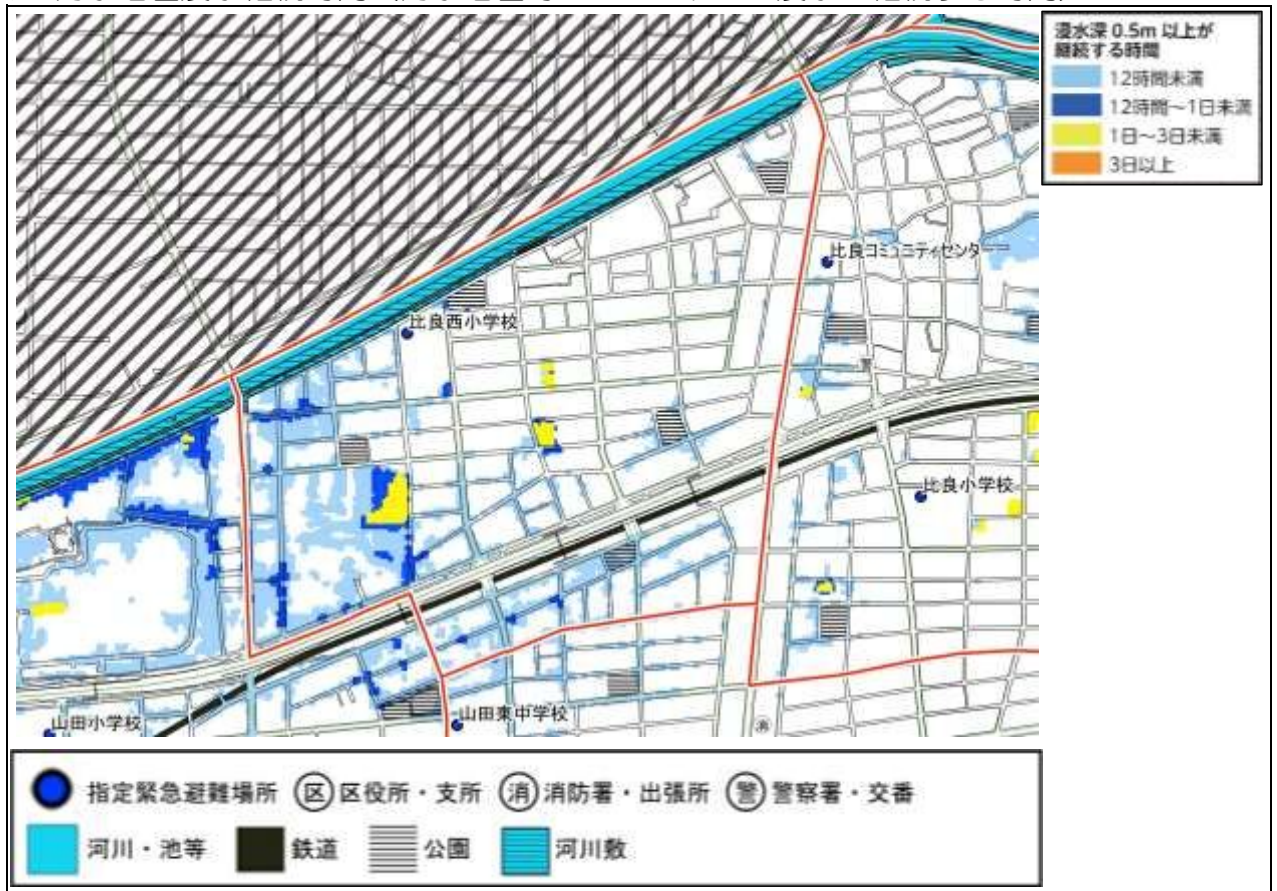 浸水深 0.5m 以上が
継続する時間
12時間未満
12時間～1日未満
1日～3日未満
3日以上
比良コミュニティセンター
比良西小学校
比良小学校
山田小学校
山田東中学校
消
指定緊急避難場所 区 区役所・支所 消 消防署・出張所 警 警察署・交番
河川・池等 鉄道 公園 河川敷